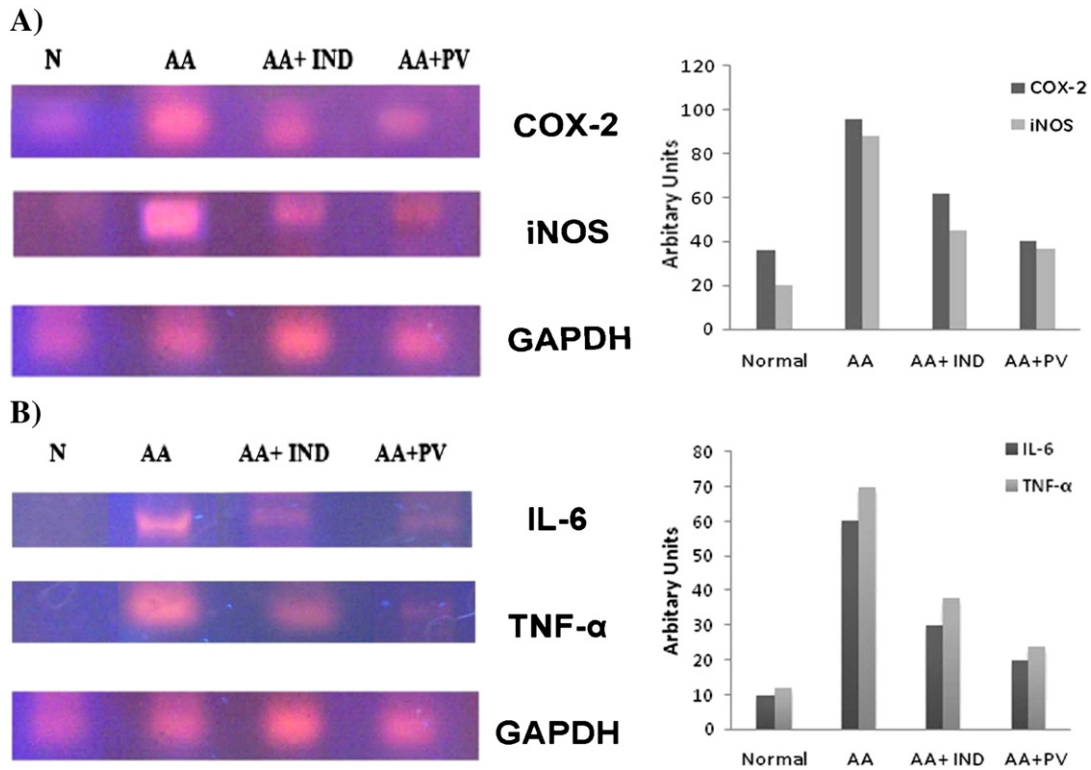 A)
N AA AA+ IND AA+PV
COX-2
iNOS
GAPDH
120
100
80
60
40
20
0
Arbitary Units
COX-2
iNOS
Normal AA AA+ IND AA+PV
B)
N AA AA+ IND AA+PV
IL-6
TNF-α
GAPDH
80
70
60
50
40
30
20
10
0
Arbitary Units
IL-6
TNF-α
Normal AA AA+ IND AA+PV